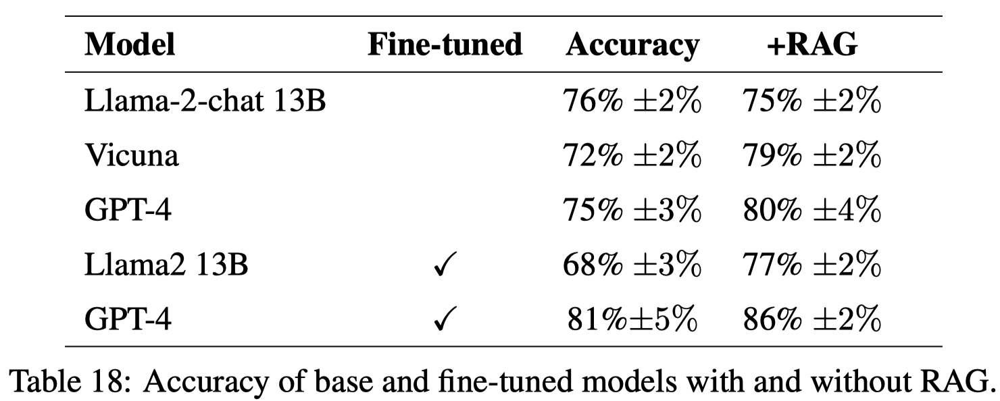 Model Fine-tuned Accuracy +RAG
Llama-2-chat 13B 76% ±2% 75% ±2%
Vicuna 72% ±2% 79% ±2%
GPT-4 75% ±3% 80% ±4%
Llama2 13B ✓ 68% ±3% 77% ±2%
GPT-4 ✓ 81%±5% 86% ±2%
Table 18: Accuracy of base and fine-tuned models with and without RAG.